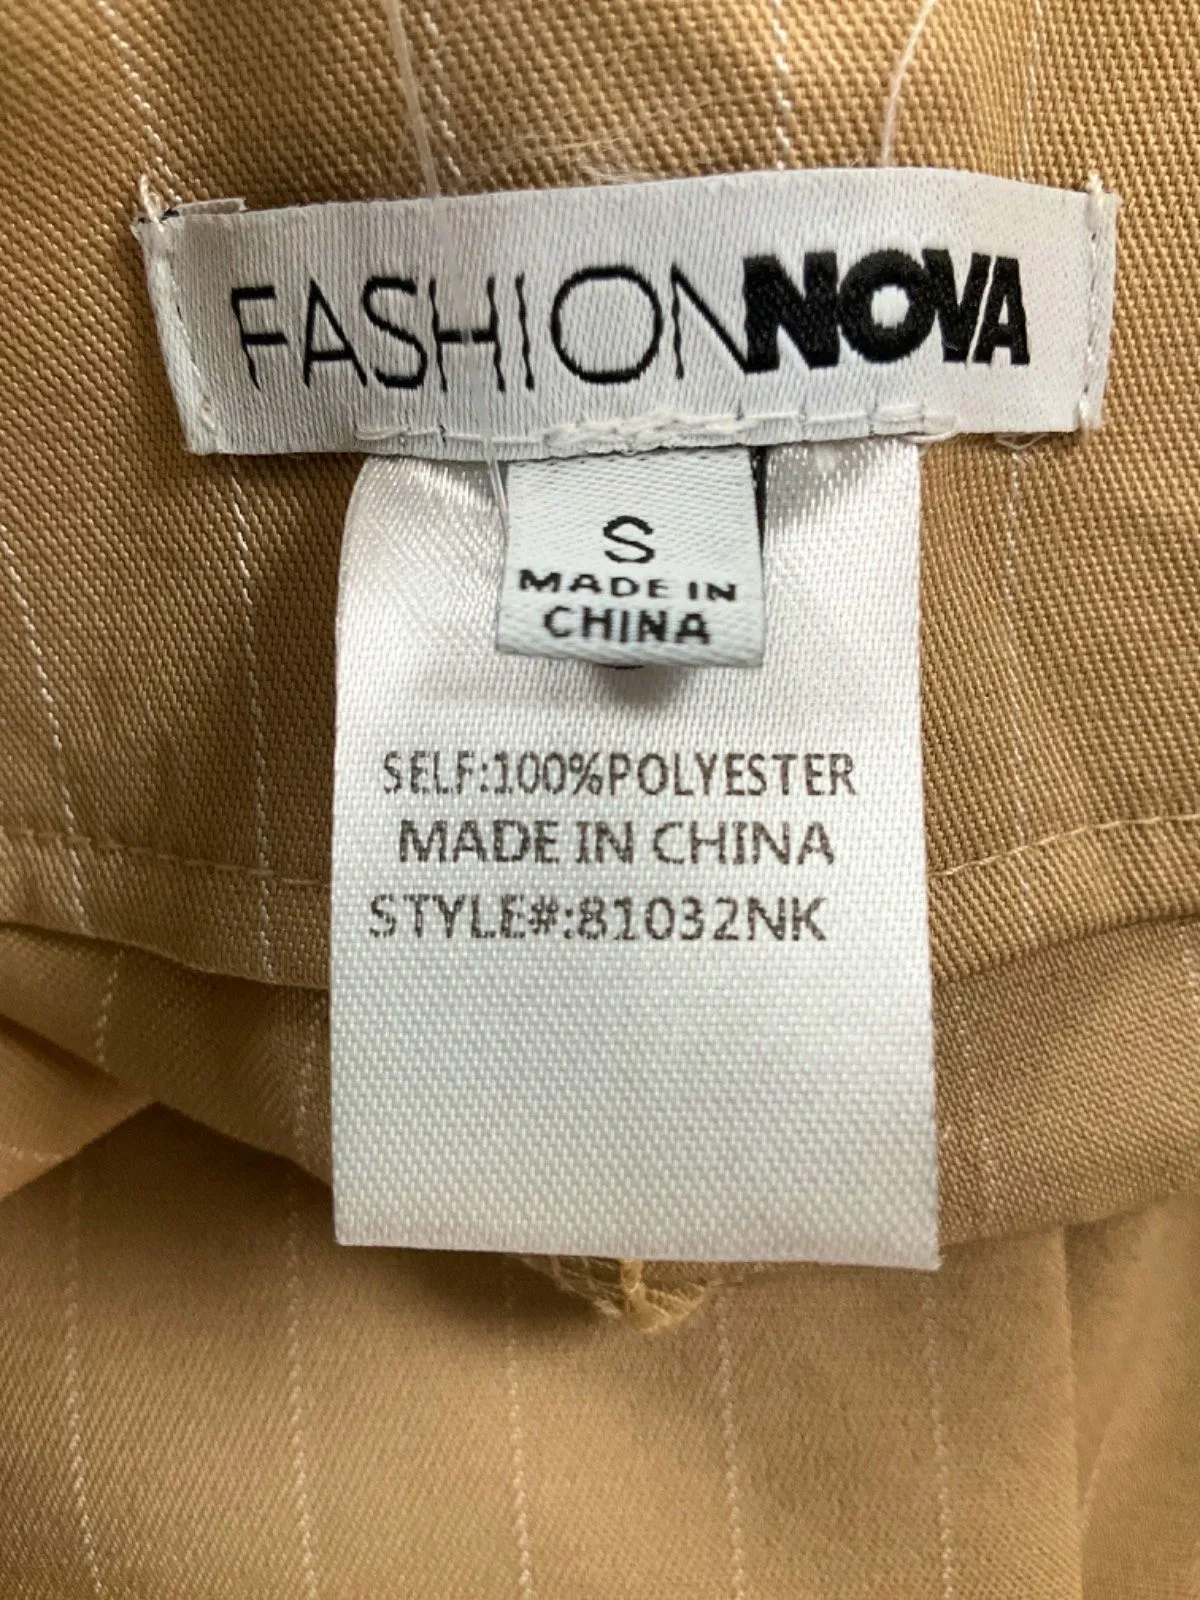 FASHIONNOVA
S
MADE IN
CHINA
SELF:100%POLYESTER
MADE IN CHINA
STYLE#:81032NK